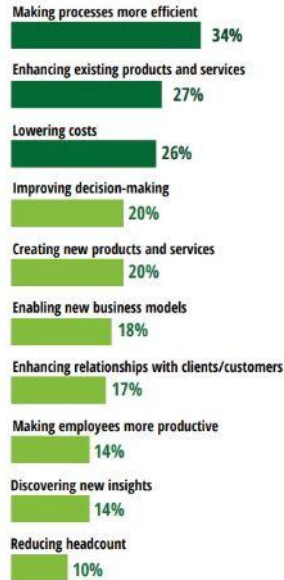 Making processes more efficient
34%
Enhancing existing products and services
27%
Lowering costs
26%
Improving decision-making
20%
Creating new products and services
20%
Enabling new business models
18%
Enhancing relationships with clients/customers
17%
Making employees more productive
14%
Discovering new insights
14%
Reducing headcount
10%